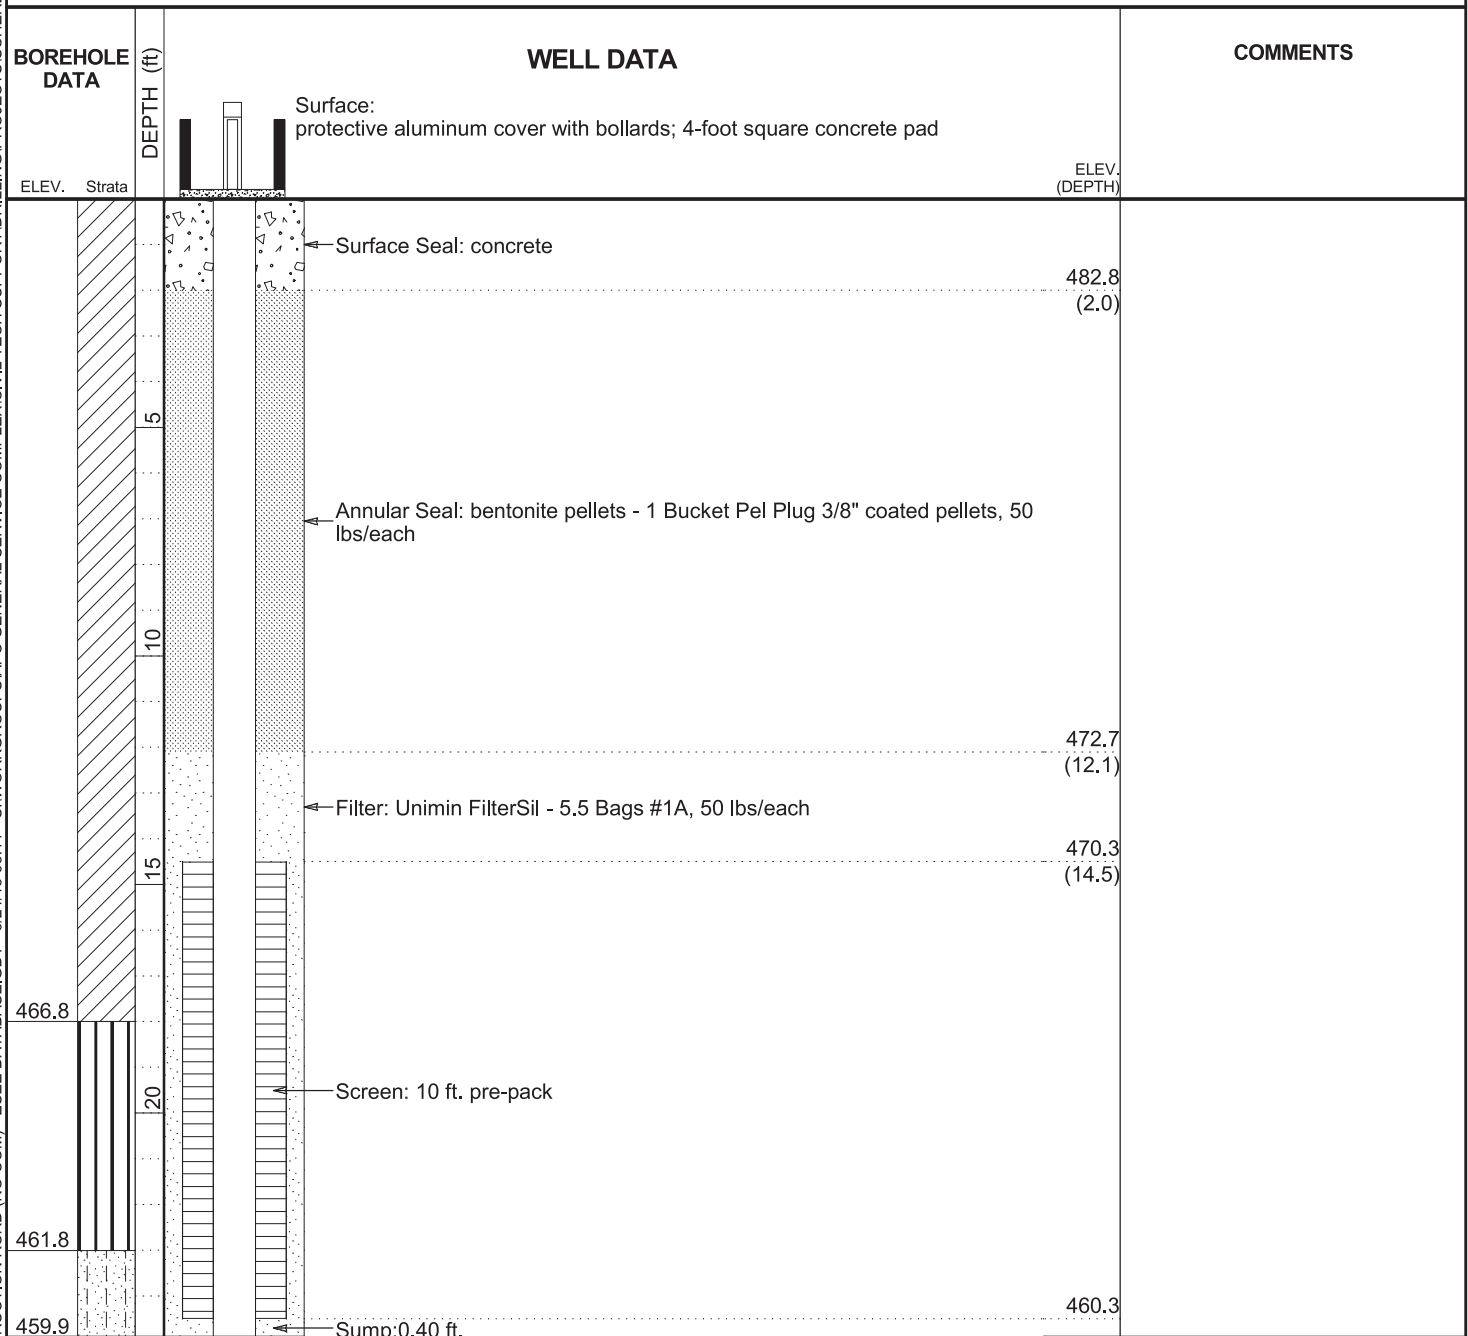 BOREHOLE
DATA
DEPTH (ft)
WELL DATA
COMMENTS
Surface:
protective aluminum cover with bollards; 4-foot square concrete pad
ELEV. Strata
ELEV.
(DEPTH)
Surface Seal: concrete
482.8
(2.0)
5
Annular Seal: bentonite pellets - 1 Bucket Pel Plug 3/8" coated pellets, 50
lbs/each
10
472.7
(12.1)
Filter: Unimin FilterSil - 5.5 Bags #1A, 50 lbs/each
470.3
(14.5)
15
466.8
Screen: 10 ft. pre-pack
20
461.8
460.3
459.9
Sump:0.40 ft.